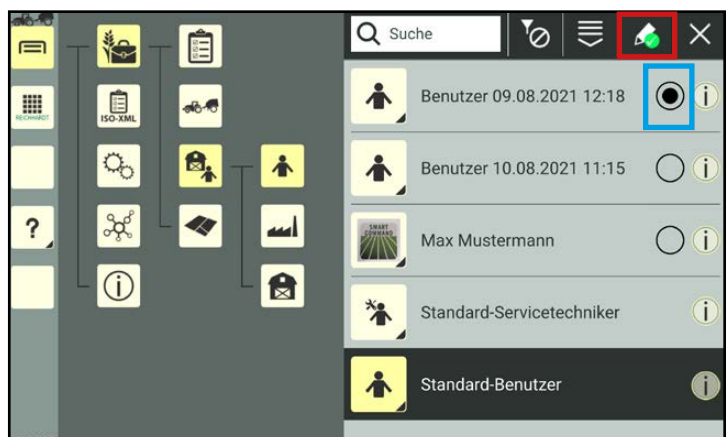 Suche
REICHHARDT
ISO-XML
?
Benutzer 09.08.2021 12:18
i
Benutzer 10.08.2021 11:15
i
SMART
COMMAND
Max Mustermann
i
Standard-Servicetechniker
i
Standard-Benutzer
i
i